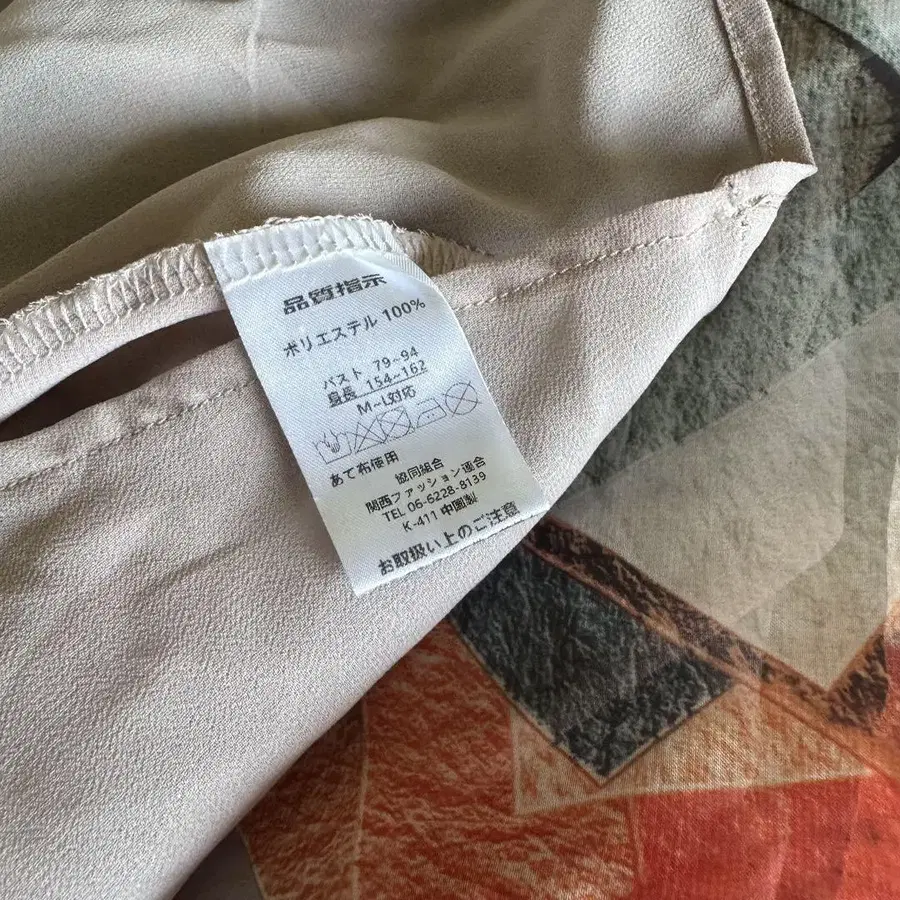 品質指示
ポリエステル 100%
バスト 79~94
身長 154~162
M~L対応
あて布使用
協同組合
関西ファッション連合
TEL 06-6228-8139
K-411 中国製
お取扱い上のご注意